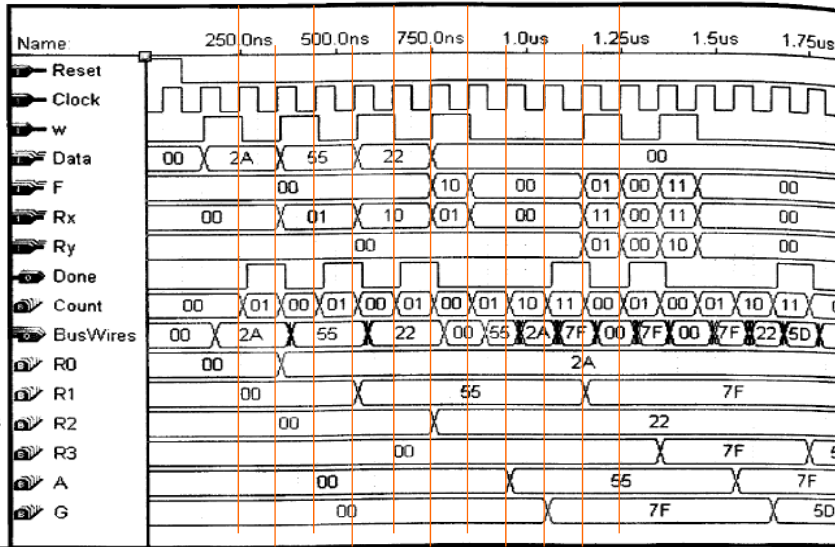 Name: 250.0ns 500.0ns 750.0ns 1.0us 1.25us 1.5us 1.75us
Reset
Clock
w
Data 00 2A 55 22 00
F 00 10 00 01 00 11 00
Rx 00 01 10 01 00 11 00 11 00
Ry 00 01 00 10 00
Done
Count 00 01 00 01 00 01 00 01 10 11 00 01 00 01 10 11
BusWires 00 2A 55 22 00 55 2A 7F 00 7F 00 7F 22 5D
R0 00 2A
R1 00 55 7F
R2 00 22
R3 00 7F
A 00 55 7F
G 00 7F 5D